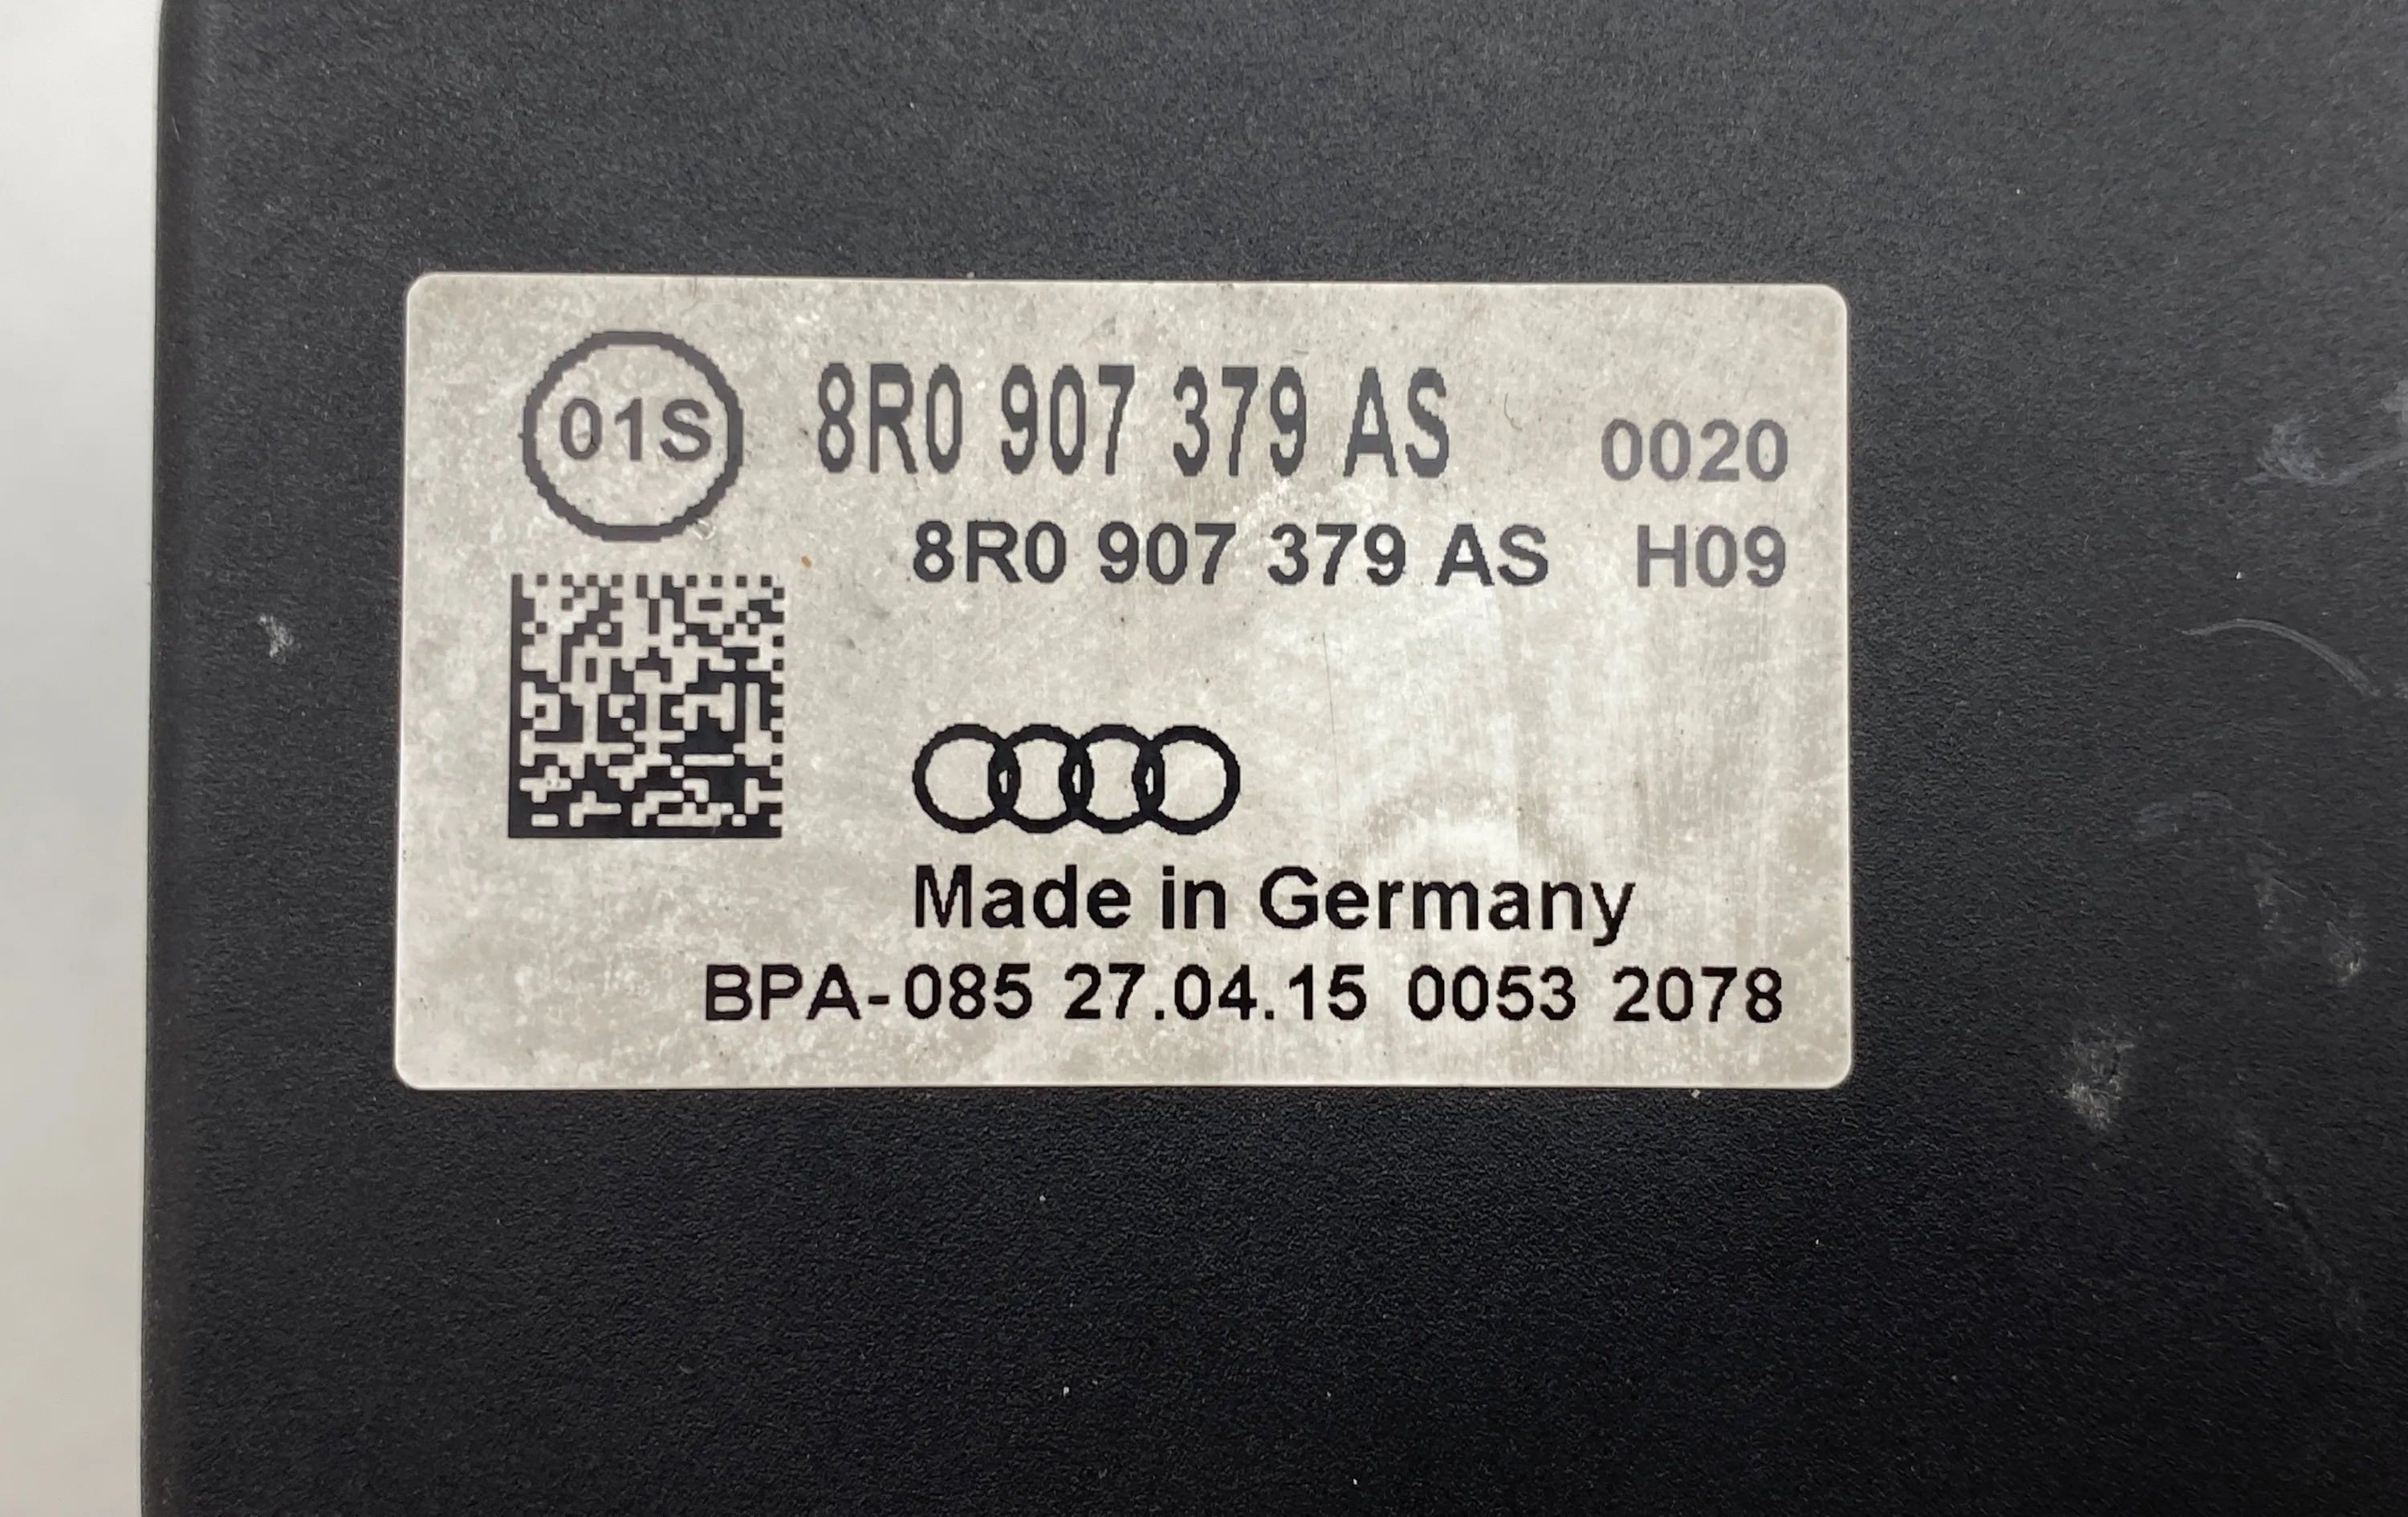 01S 8R0 907 379 AS 0020
8R0 907 379 AS H09
Made in Germany
BPA-085 27.04.15 0053 2078